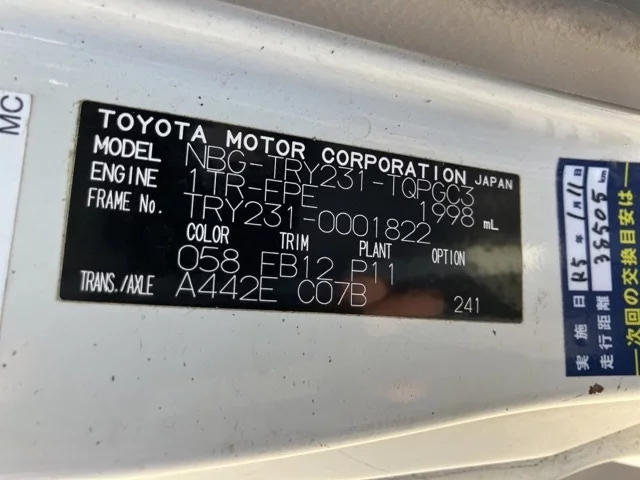 MC
TOYOTA MOTOR CORPORATION JAPAN
MODEL NBG-TRY231-TQPGC3
ENGINE 1TR-FPE 1998 mL
FRAME No. TRY231-0001822
COLOR TRIM PLANT OPTION
058 EB12 P11
TRANS./AXLE A442E C07B 241
実施日 R5年1月11日
走行距離 38505 km
次回の交換目安は